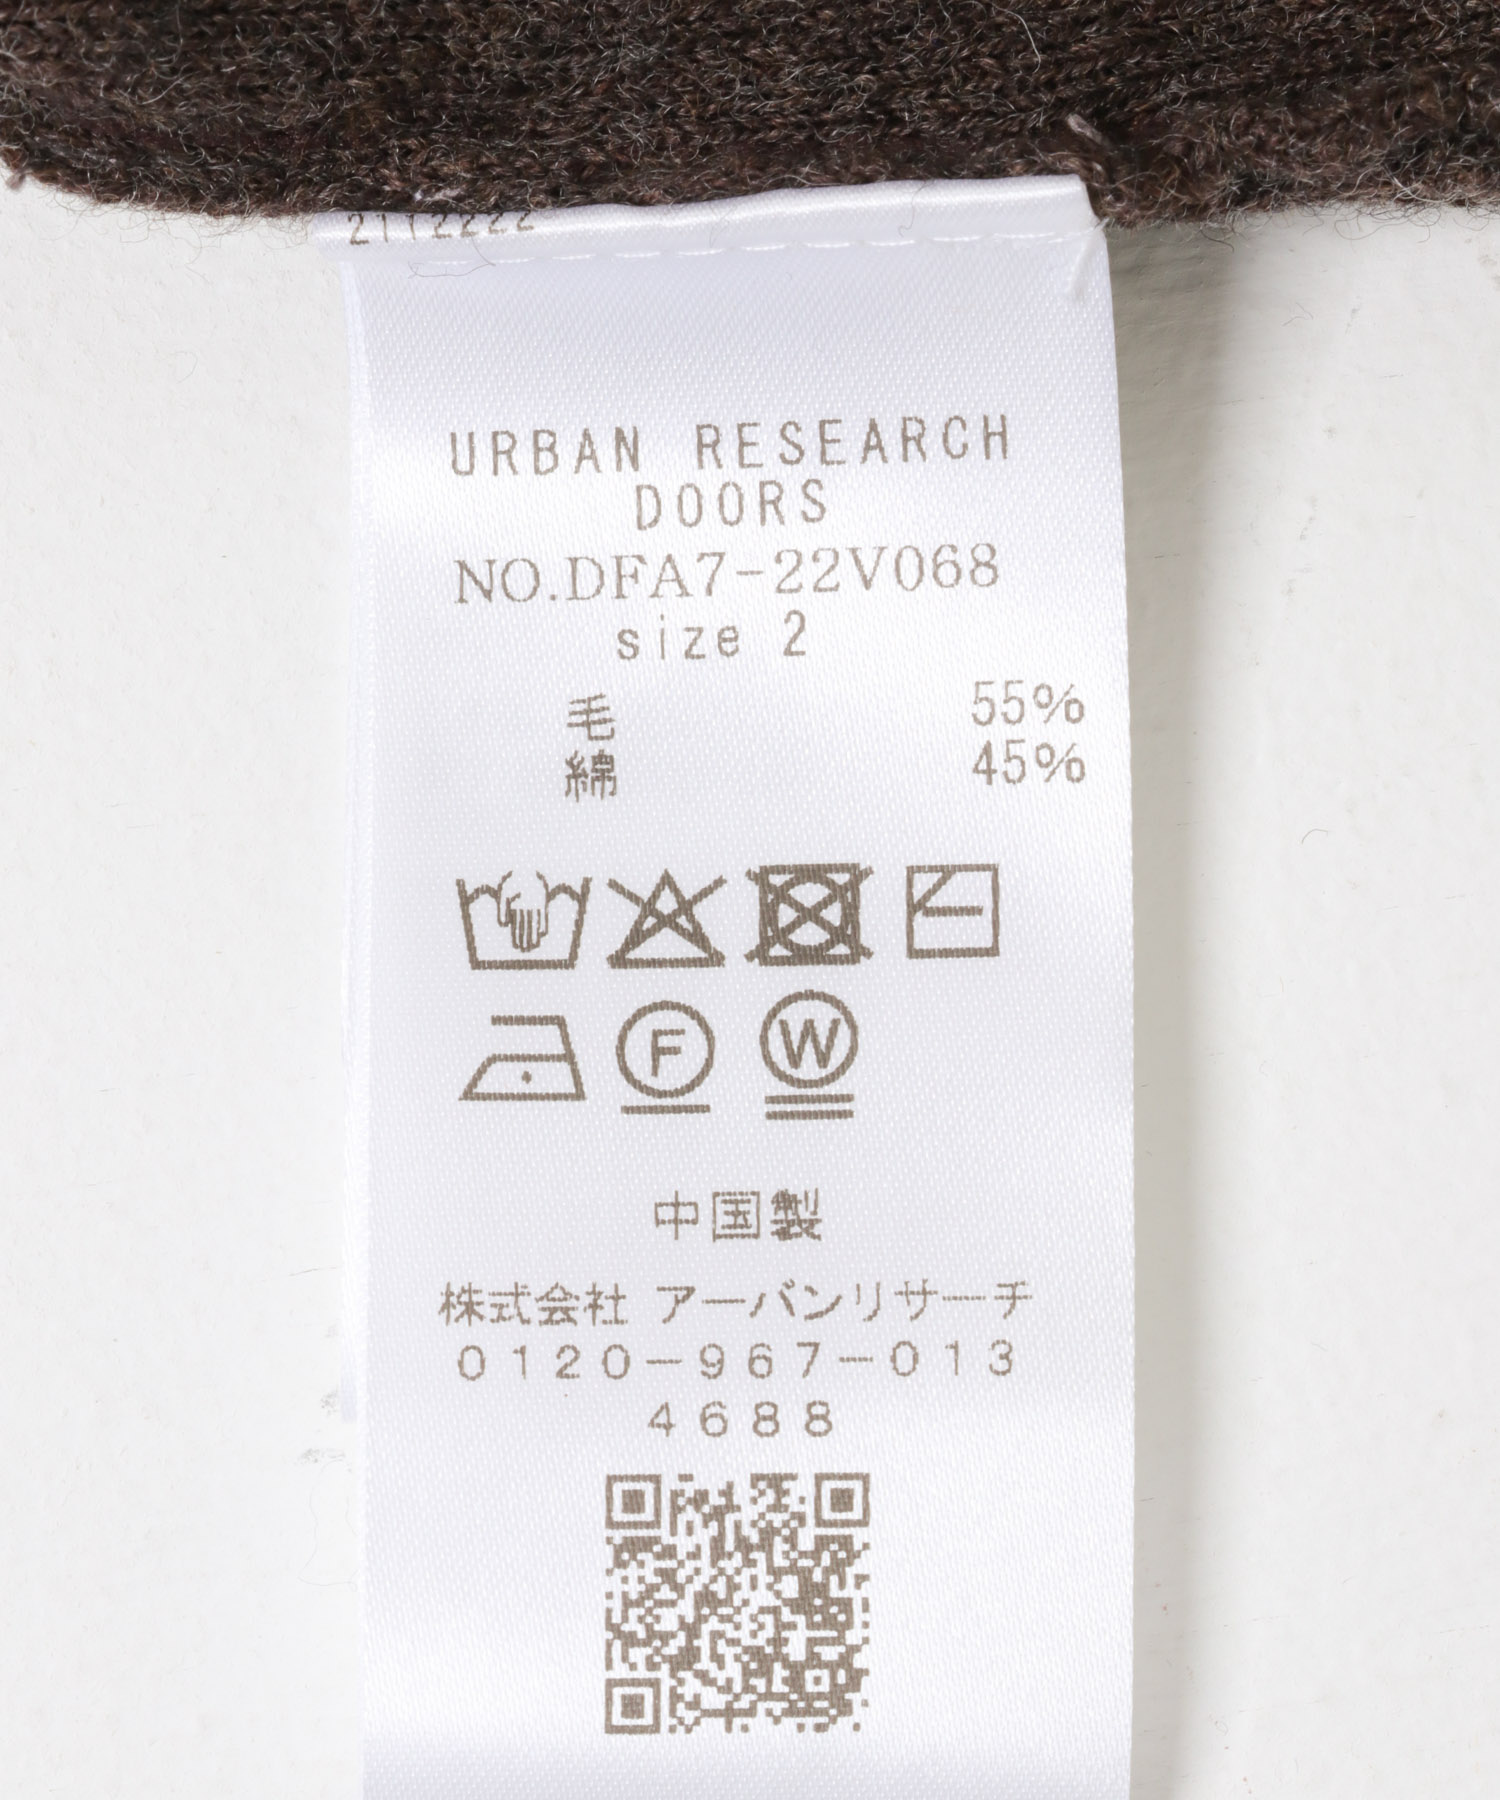 2112222
URBAN RESEARCH
DOORS
NO.DFA7-22V068
size 2
毛 55%
綿 45%
F W
中国製
株式会社 アーバンリサーチ
0120-967-013
4688